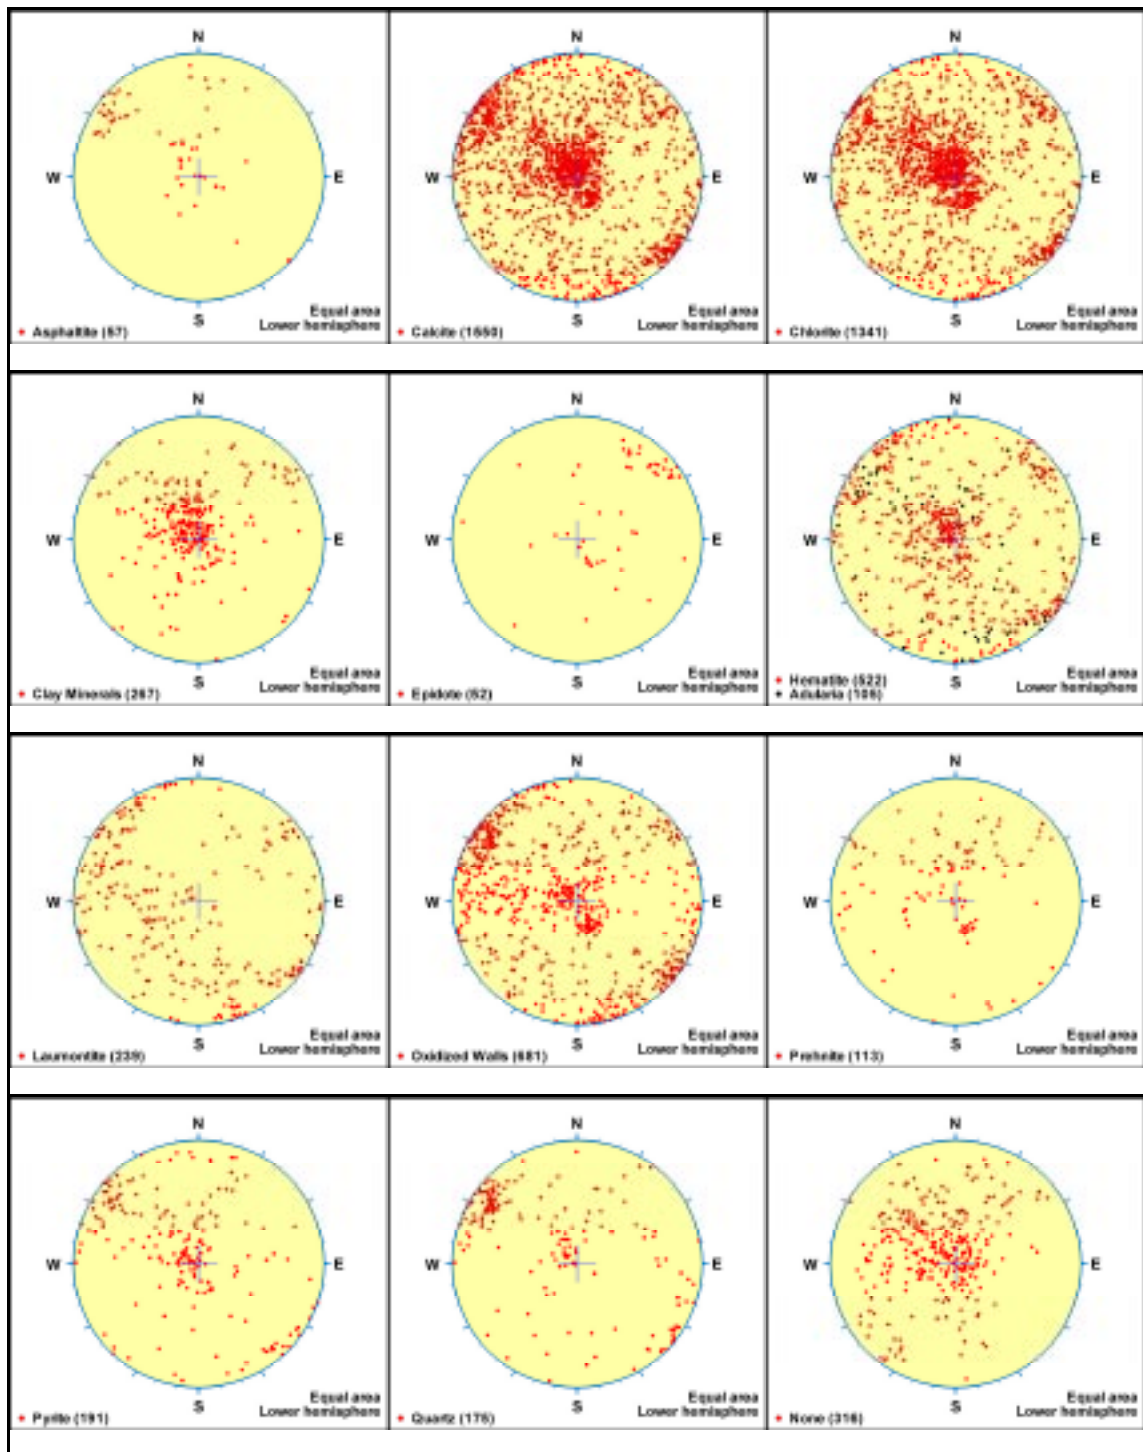 N
W
E
S
Equal area
Lower hemisphere
Asphaltite (57)
N
W
E
S
Equal area
Lower hemisphere
Calcite (1550)
N
W
E
S
Equal area
Lower hemisphere
Chlorite (1341)
N
W
E
S
Equal area
Lower hemisphere
Clay Minerals (267)
N
W
E
S
Equal area
Lower hemisphere
Epidote (52)
N
W
E
S
Equal area
Lower hemisphere
Hematite (522)
Adularia (105)
N
W
E
S
Equal area
Lower hemisphere
Laumontite (239)
N
W
E
S
Equal area
Lower hemisphere
Oxidized Walls (681)
N
W
E
S
Equal area
Lower hemisphere
Prehnite (113)
N
W
E
S
Equal area
Lower hemisphere
Pyrite (191)
N
W
E
S
Equal area
Lower hemisphere
Quartz (175)
N
W
E
S
Equal area
Lower hemisphere
None (316)